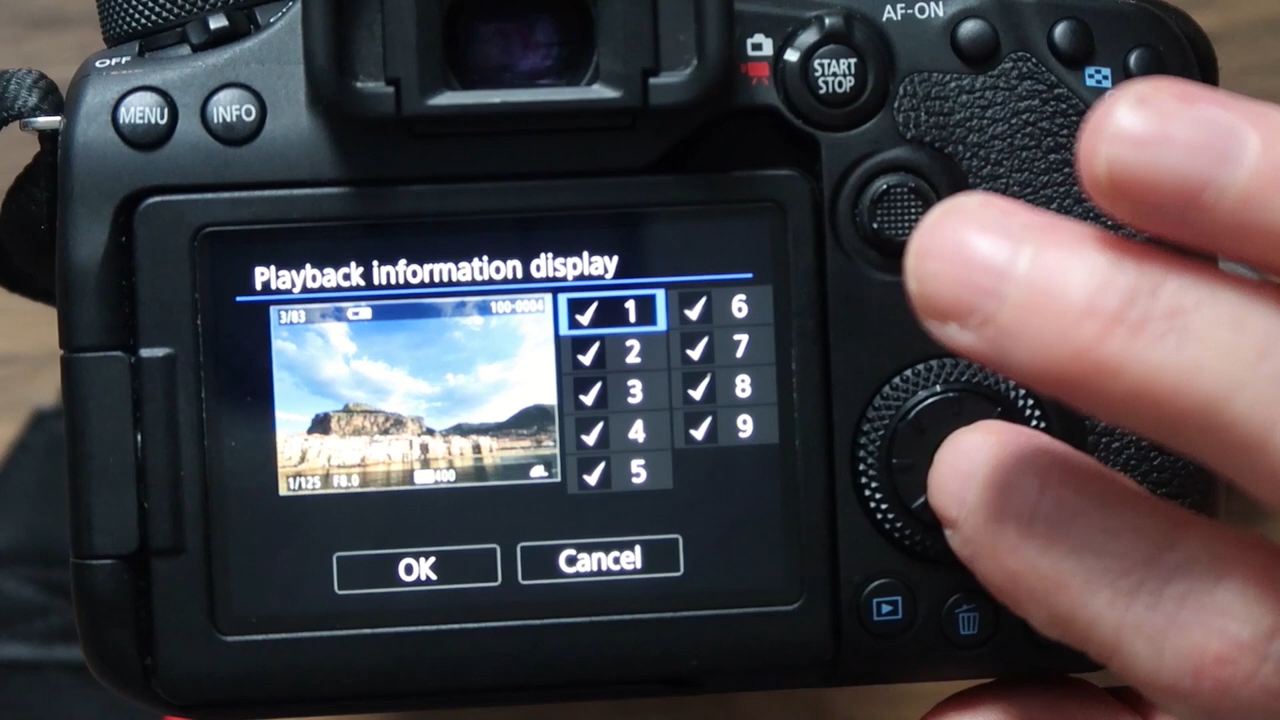 AF-ON
OFF
MENU
INFO
START
STOP
Playback information display
3/83
100-0004
1/125 F8.0 400
1 6
2 7
3 8
4 9
5
OK
Cancel